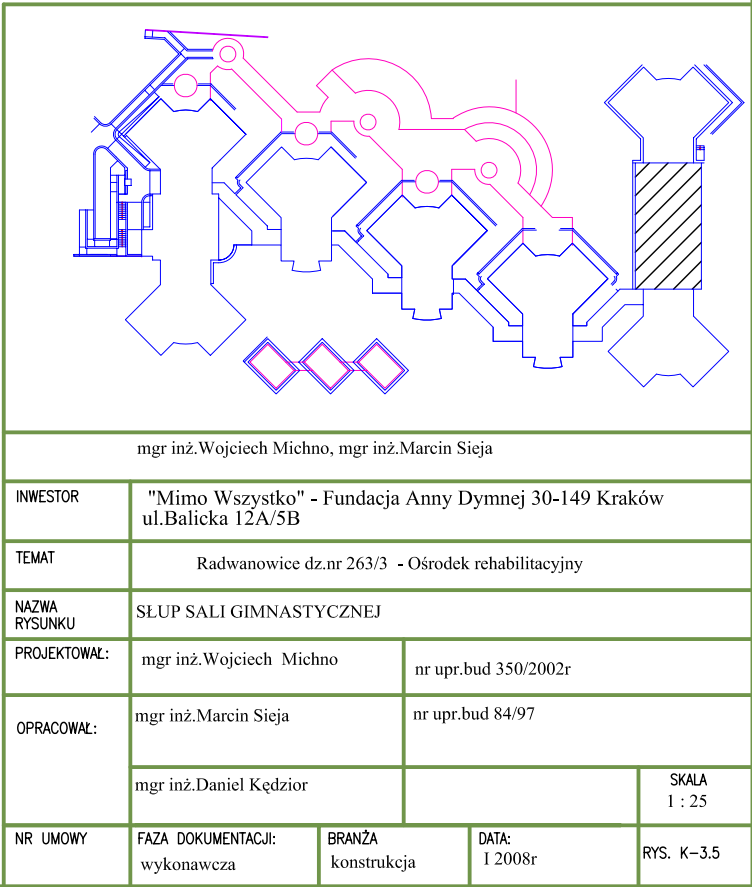 mgr inż.Wojciech Michno, mgr inż.Marcin Sieja
INWESTOR
"Mimo Wszystko" - Fundacja Anny Dymnej 30-149 Kraków
ul.Balicka 12A/5B
TEMAT
Radwanowice dz.nr 263/3 - Ośrodek rehabilitacyjny
NAZWA
RYSUNKU
SŁUP SALI GIMNASTYCZNEJ
PROJEKTOWAŁ:
mgr inż.Wojciech Michno
nr upr.bud 350/2002r
OPRACOWAŁ:
mgr inż.Marcin Sieja
nr upr.bud 84/97
mgr inż.Daniel Kędzior
SKALA
1 : 25
NR UMOWY
FAZA DOKUMENTACJI:
wykonawcza
BRANŻA
konstrukcja
DATA:
I 2008r
RYS. K-3.5